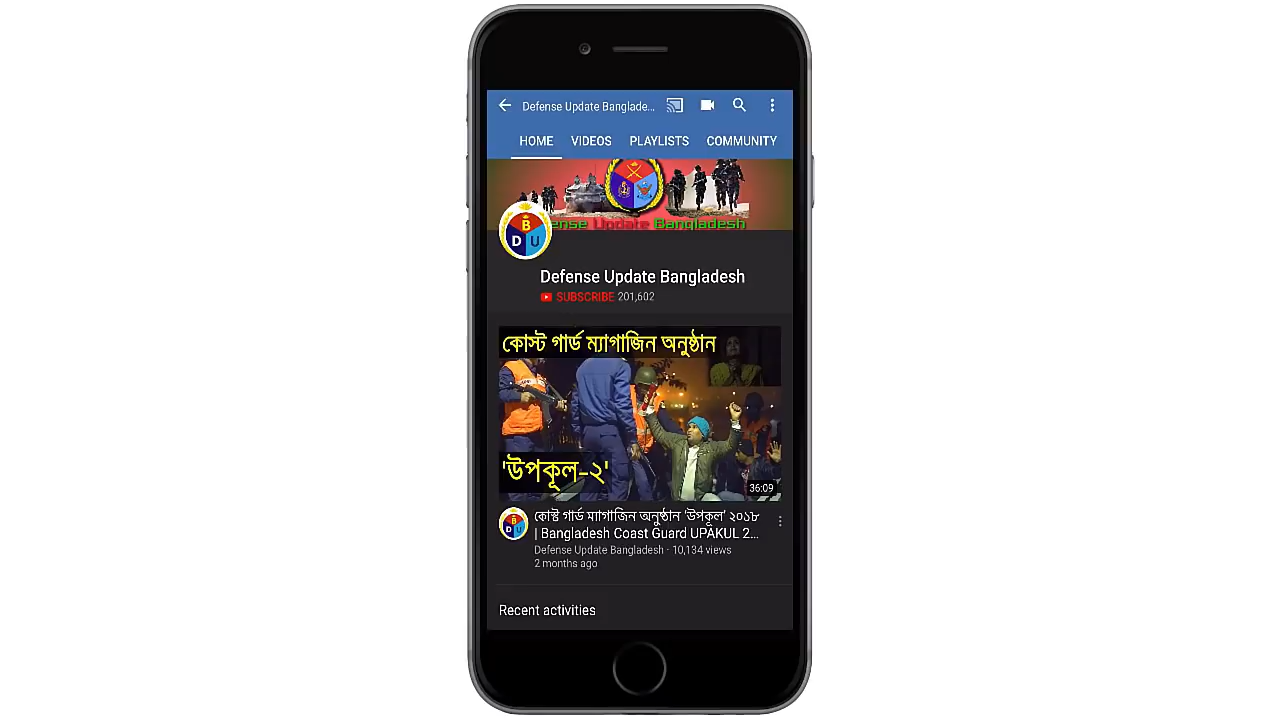 Defense Update Banglade...
HOME VIDEOS PLAYLISTS COMMUNITY
ense Update Bangladesh
B
D U
Defense Update Bangladesh
SUBSCRIBE 201,602
কোস্ট গার্ড ম্যাগাজিন অনুষ্ঠান
'উপকূল-২'
36:09
B
D U
কোস্ট গার্ড ম্যাগাজিন অনুষ্ঠান 'উপকূল' ২০১৮
| Bangladesh Coast Guard UPAKUL 2...
Defense Update Bangladesh · 10,134 views
2 months ago
Recent activities